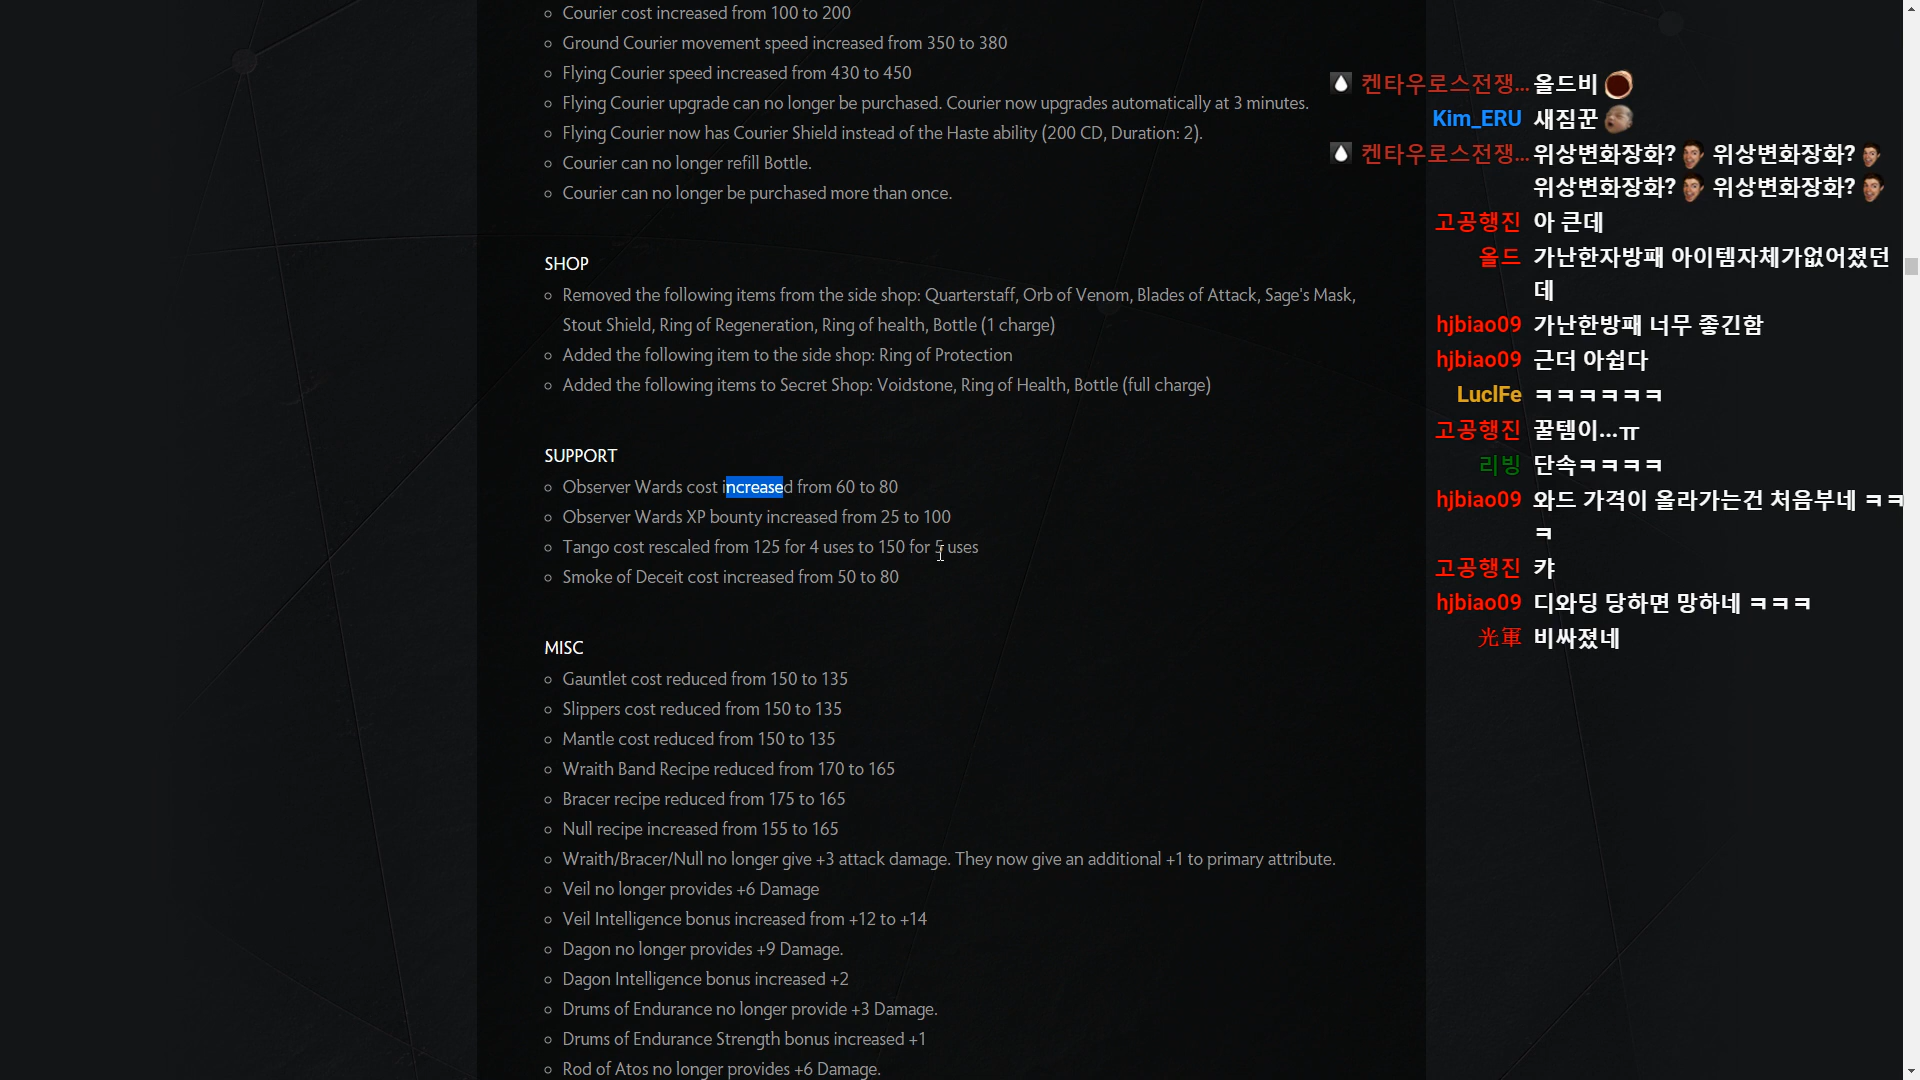 Courier cost increased from 100 to 200
Ground Courier movement speed increased from 350 to 380
Flying Courier speed increased from 430 to 450
Flying Courier upgrade can no longer be purchased. Courier now upgrades automatically at 3 minutes.
Flying Courier now has Courier Shield instead of the Haste ability (200 CD, Duration: 2).
Courier can no longer refill Bottle.
Courier can no longer be purchased more than once.
SHOP
Removed the following items from the side shop: Quarterstaff, Orb of Venom, Blades of Attack, Sage's Mask,
Stout Shield, Ring of Regeneration, Ring of health, Bottle (1 charge)
Added the following item to the side shop: Ring of Protection
Added the following items to Secret Shop: Voidstone, Ring of Health, Bottle (full charge)
SUPPORT
Observer Wards cost increased from 60 to 80
Observer Wards XP bounty increased from 25 to 100
Tango cost rescaled from 125 for 4 uses to 150 for 5 uses
Smoke of Deceit cost increased from 50 to 80
MISC
Gauntlet cost reduced from 150 to 135
Slippers cost reduced from 150 to 135
Mantle cost reduced from 150 to 135
Wraith Band Recipe reduced from 170 to 165
Bracer recipe reduced from 175 to 165
Null recipe increased from 155 to 165
Wraith/Bracer/Null no longer give +3 attack damage. They now give an additional +1 to primary attribute.
Veil no longer provides +6 Damage
Veil Intelligence bonus increased from +12 to +14
Dagon no longer provides +9 Damage.
Dagon Intelligence bonus increased +2
Drums of Endurance no longer provide +3 Damage.
Drums of Endurance Strength bonus increased +1
Rod of Atos no longer provides +6 Damage.
켄타우로스전쟁... 올드비
Kim_ERU 새짐꾼
켄타우로스전쟁... 위상변화장화? 위상변화장화?
위상변화장화? 위상변화장화?
고공행진 아 큰데
올드 가난한자방패 아이템자체가없어졌던
데
hjbiao09 가난한방패 너무 좋긴함
hjbiao09 근더 아쉽다
LuclFe ㅋㅋㅋㅋㅋㅋ
고공행진 꿀템이...ㅠ
리빙 단속ㅋㅋㅋㅋ
hjbiao09 와드 가격이 올라가는건 처음부네 ㅋㅋ
ㅋ
고공행진 캬
hjbiao09 디와딩 당하면 망하네 ㅋㅋㅋ
光軍 비싸졌네